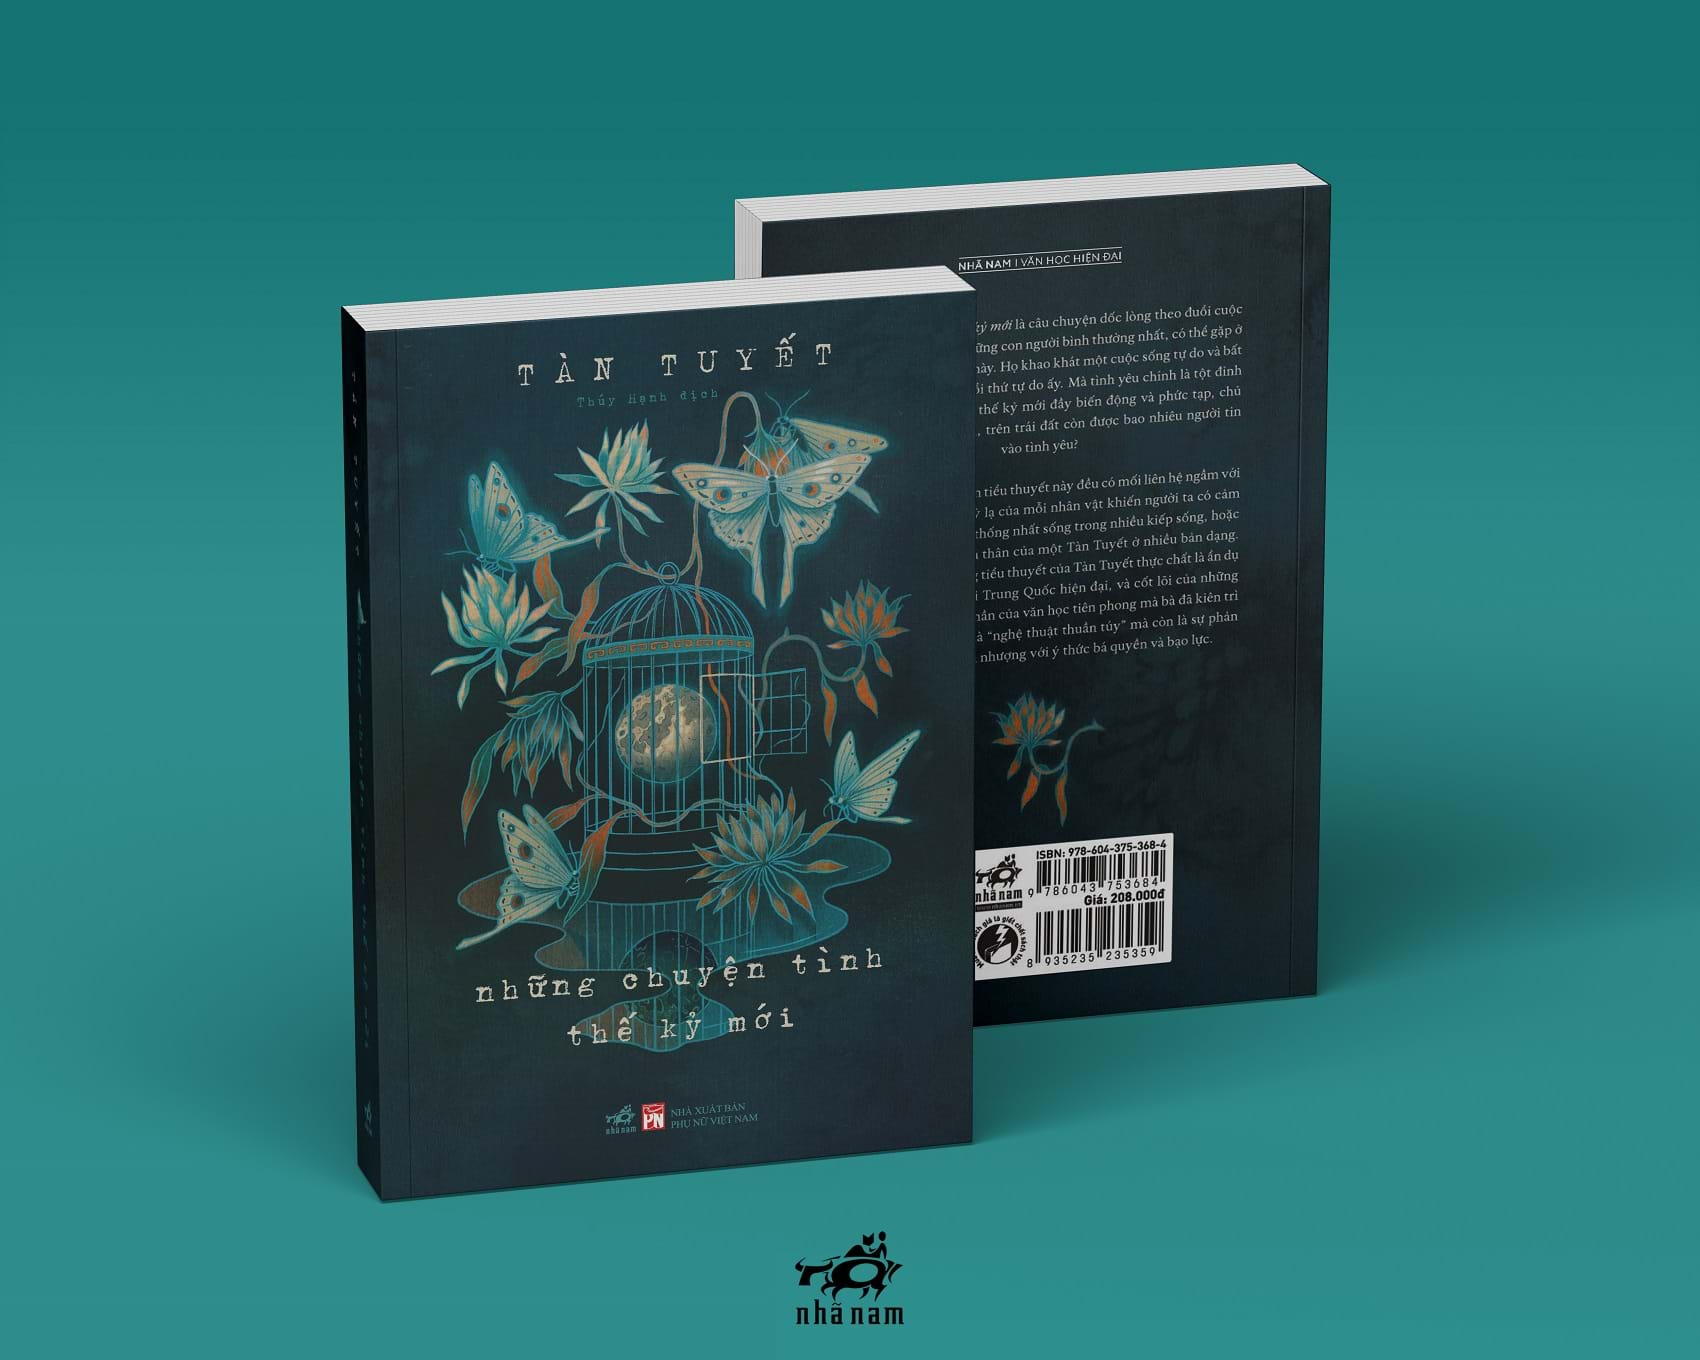 TÀN TUYẾT
Thúy Hạnh dịch
những chuyện tình
thế kỷ mới
nhã nam
PN
NHÀ XUẤT BẢN
PHỤ NỮ VIỆT NAM
NHÃ NAM | VĂN HỌC HIỆN ĐẠI
kỷ mới là câu chuyện dốc lòng theo đuổi cuộc
những con người bình thường nhất, có thể gặp ở
này. Họ khao khát một cuộc sống tự do và bất
thứ tự do ấy. Mà tình yêu chính là tột đỉnh
thế kỷ mới đầy biến động và phức tạp, chủ
, trên trái đất còn được bao nhiêu người tin
vào tình yêu?
tiểu thuyết này đều có mối liên hệ ngầm với
lạ của mỗi nhân vật khiến người ta có cảm
thống nhất sống trong nhiều kiếp sống, hoặc
thân của một Tàn Tuyết ở nhiều bản dạng.
tiểu thuyết của Tàn Tuyết thực chất là ẩn dụ
Trung Quốc hiện đại, và cốt lõi của những
của văn học tiên phong mà bà đã kiên trì
“nghệ thuật thuần túy” mà còn là sự phản
nhượng với ý thức bá quyền và bạo lực.
ISBN: 978-604-375-368-4
nhã nam
9 786043 753684
Giá: 208.000đ
8 935235 235359
nhã nam